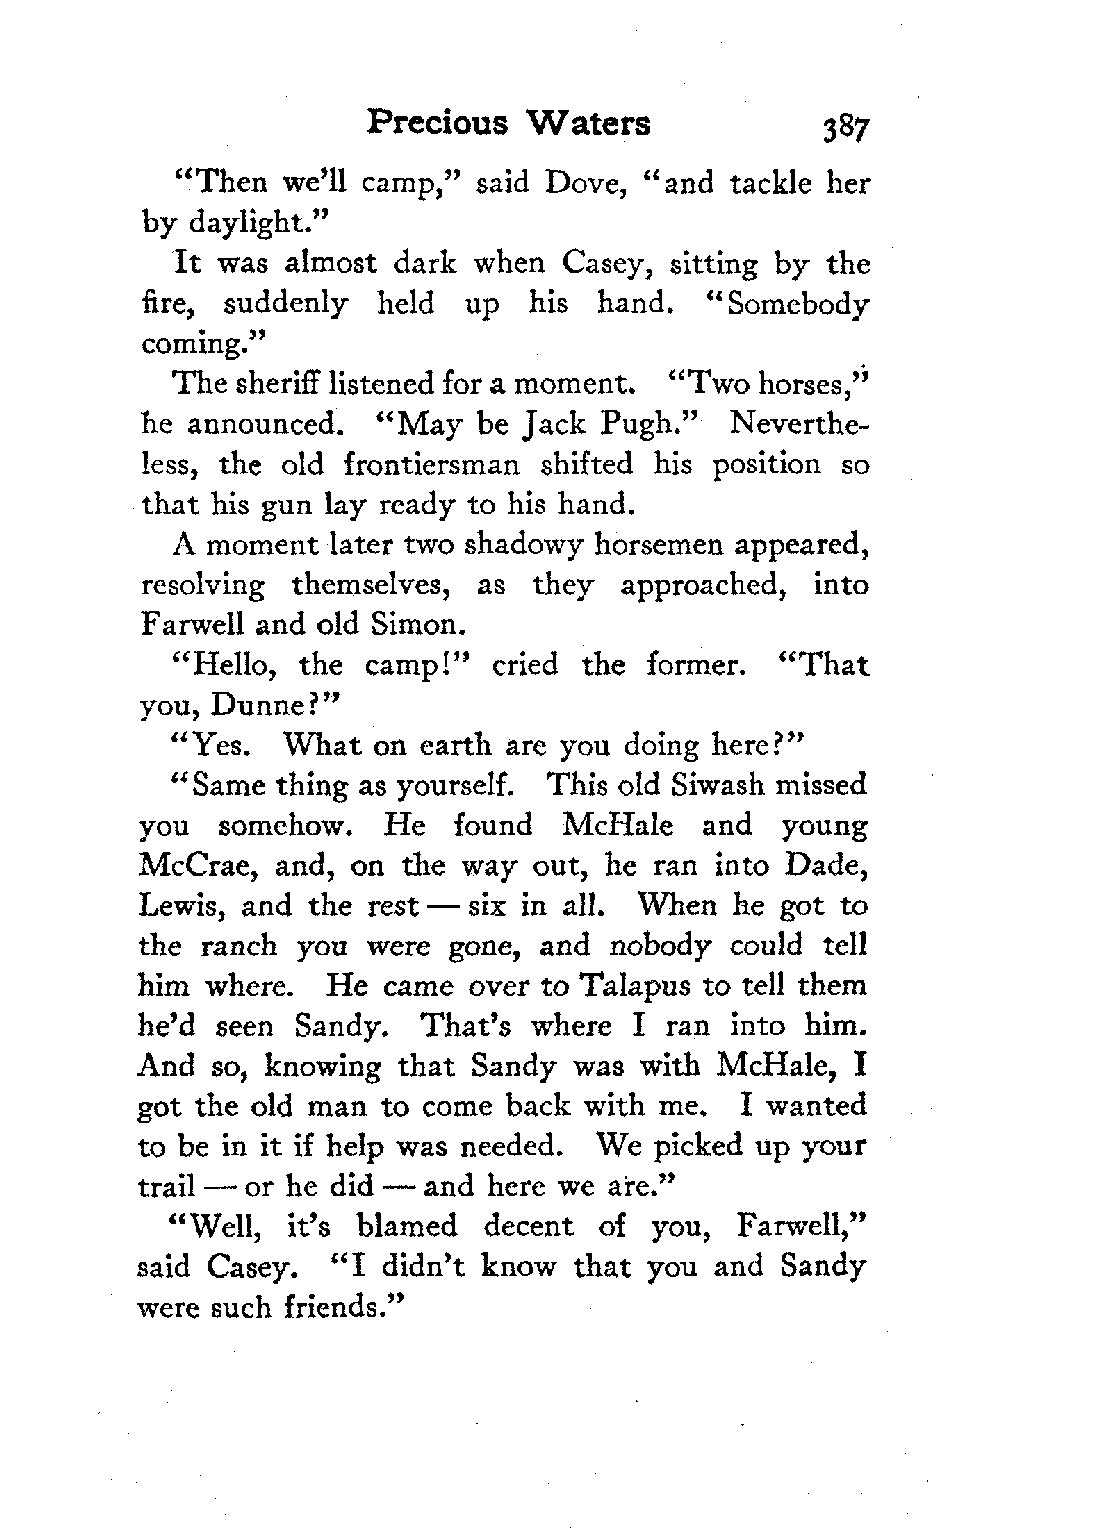 Precious Waters 387
"Then we'll camp," said Dove, "and tackle her
by daylight."
It was almost dark when Casey, sitting by the
fire, suddenly held up his hand. "Somebody
coming."
The sheriff listened for a moment. "Two horses,"
he announced. "May be Jack Pugh." Neverthe-
less, the old frontiersman shifted his position so
that his gun lay ready to his hand.
A moment later two shadowy horsemen appeared,
resolving themselves, as they approached, into
Farwell and old Simon.
"Hello, the camp!" cried the former. "That
you, Dunne?"
"Yes. What on earth are you doing here?"
"Same thing as yourself. This old Siwash missed
you somehow. He found McHale and young
McCrae, and, on the way out, he ran into Dade,
Lewis, and the rest — six in all. When he got to
the ranch you were gone, and nobody could tell
him where. He came over to Talapus to tell them
he'd seen Sandy. That's where I ran into him.
And so, knowing that Sandy was with McHale, I
got the old man to come back with me. I wanted
to be in it if help was needed. We picked up your
trail — or he did — and here we are."
"Well, it's blamed decent of you, Farwell,"
said Casey. "I didn't know that you and Sandy
were such friends."